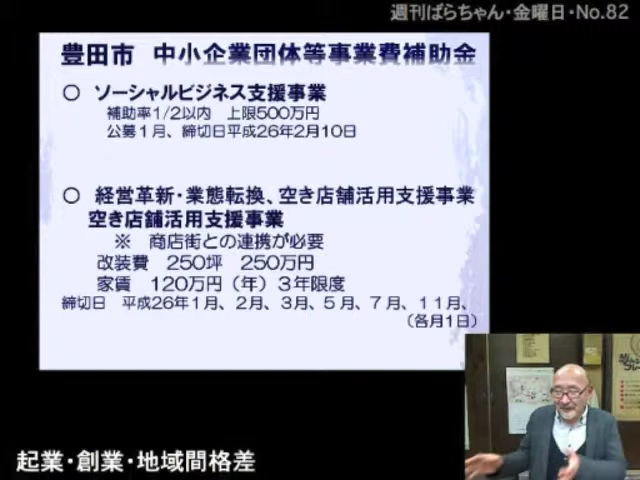 週刊ばらちゃん・金曜日・No.82
豊田市 中小企業団体等事業費補助金
○ ソーシャルビジネス支援事業
補助率1/2以内 上限500万円
公募1月、締切日平成26年2月10日
○ 経営革新・業態転換、空き店舗活用支援事業
空き店舗活用支援事業
※ 商店街との連携が必要
改装費 250坪 250万円
家賃 120万円（年）3年限度
締切日 平成26年1月、2月、3月、5月、7月、11月、
（各月1日）
起業・創業・地域間格差